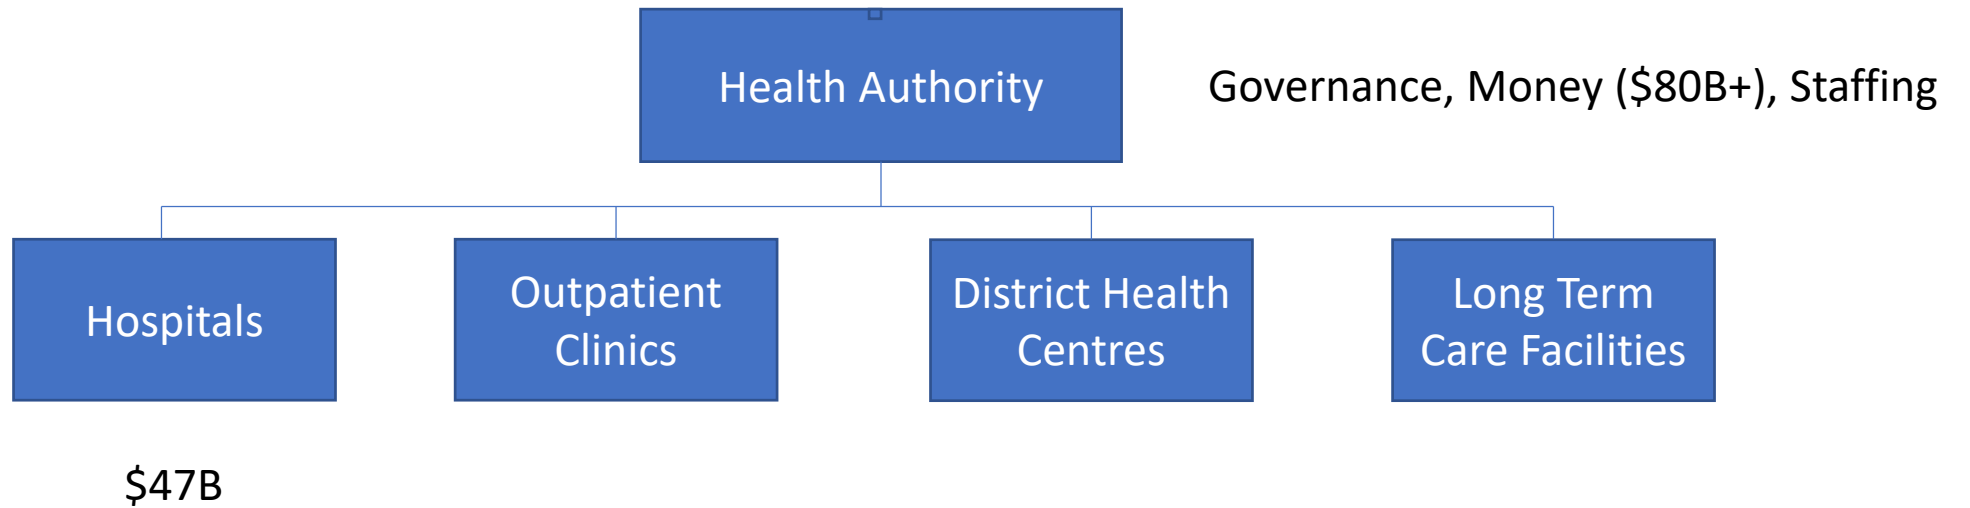 Health Authority
Governance, Money ($80B+), Staffing
Hospitals
Outpatient
Clinics
District Health
Centres
Long Term
Care Facilities
$47B